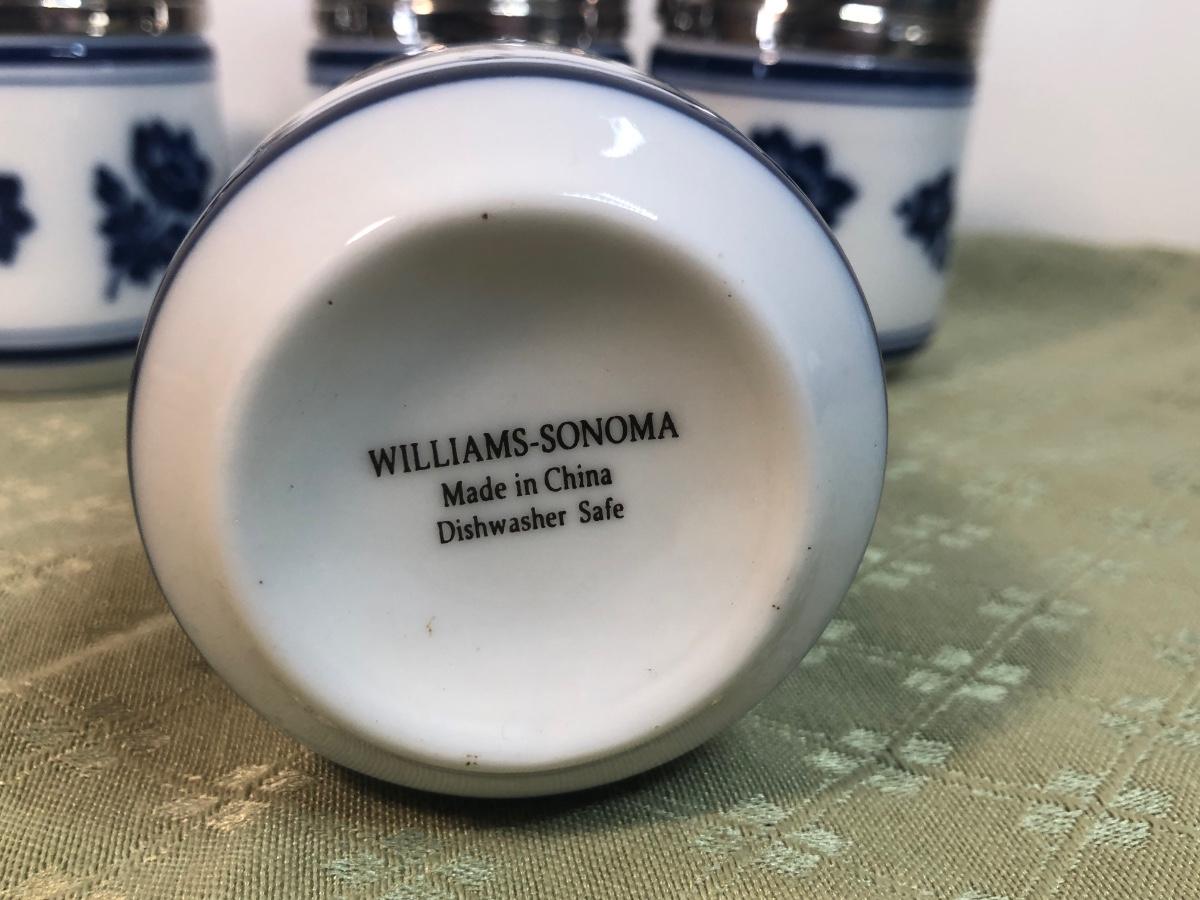 WILLIAMS-SONOMA
Made in China
Dishwasher Safe